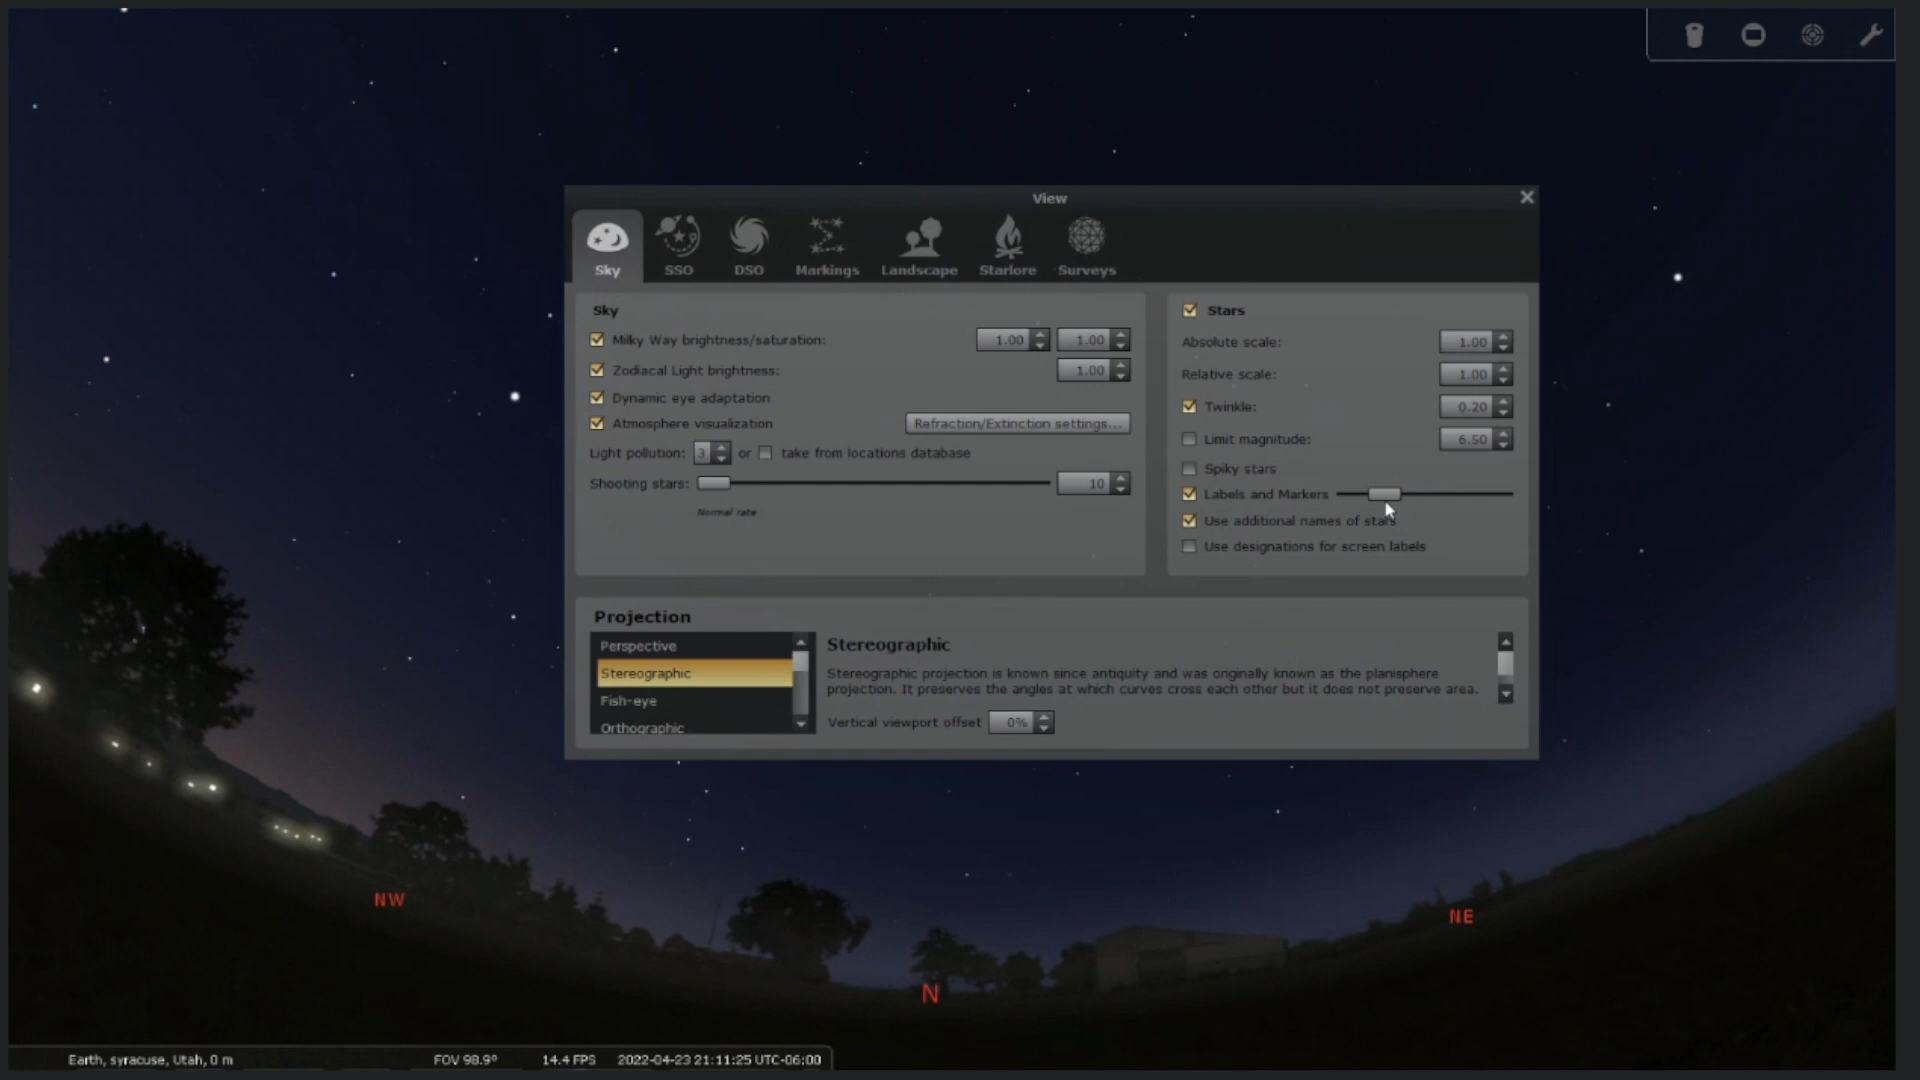 View
Sky SSO DSO Markings Landscape Starlore Surveys
Sky
Milky Way brightness/saturation: 1.00 1.00
Zodiacal Light brightness: 1.00
Dynamic eye adaptation
Atmosphere visualization Refraction/Extinction settings...
Light pollution: 3 or take from locations database
Shooting stars: 10
Normal rate
Stars
Absolute scale: 1.00
Relative scale: 1.00
Twinkle: 0.20
Limit magnitude: 6.50
Spiky stars
Labels and Markers
Use additional names of stars
Use designations for screen labels
Projection
Perspective
Stereographic
Fish-eye
Orthographic
Stereographic
Stereographic projection is known since antiquity and was originally known as the planisphere
projection. It preserves the angles at which curves cross each other but it does not preserve area.
Vertical viewport offset 0%
NW
NE
N
Earth, syracuse, Utah, 0 m FOV 98.9° 14.4 FPS 2022-04-23 21:11:25 UTC-06:00